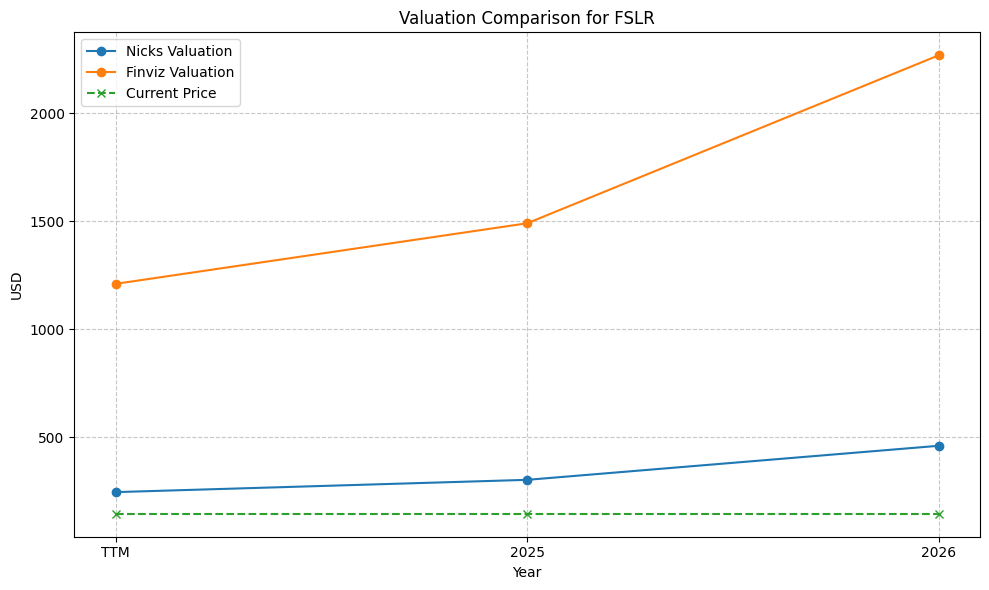 Valuation Comparison for FSLR
Nicks Valuation
Finviz Valuation
Current Price
2000
1500
1000
500
USD
TTM
2025
2026
Year